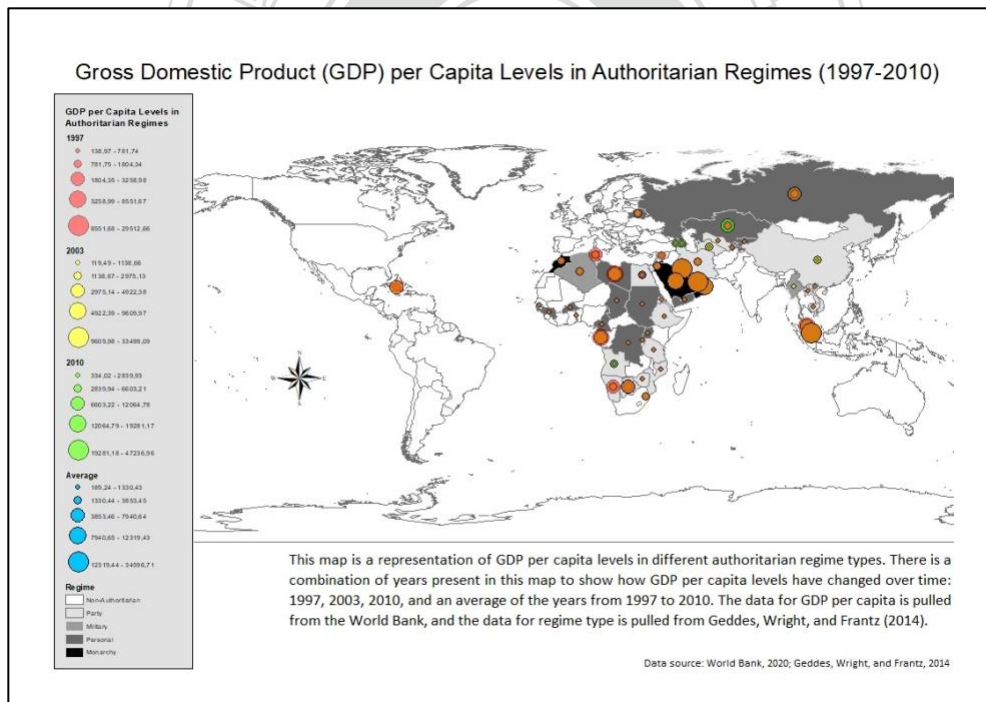 Gross Domestic Product (GDP) per Capita Levels in Authoritarian Regimes (1997-2010)
GDP per Capita Levels in
Authoritarian Regimes
1997
138,97 - 781,74
781,75 - 1804,34
1804,35 - 3258,98
3258,99 - 8551,67
8551,68 - 29512,86
2003
119,49 - 1138,66
1138,67 - 2975,13
2975,14 - 4922,38
4922,39 - 9609,97
9609,98 - 33499,09
2010
334,02 - 2839,93
2839,94 - 6603,21
6603,22 - 12064,78
12064,79 - 19281,17
19281,18 - 47236,96
Average
189,24 - 1330,43
1330,44 - 3853,45
3853,46 - 7940,64
7940,65 - 12319,43
12319,44 - 34596,71
Regime
Non-Authoritarian
Party
Military
Personal
Monarchy
N
W
E
S
This map is a representation of GDP per capita levels in different authoritarian regime types. There is a
combination of years present in this map to show how GDP per capita levels have changed over time:
1997, 2003, 2010, and an average of the years from 1997 to 2010. The data for GDP per capita is pulled
from the World Bank, and the data for regime type is pulled from Geddes, Wright, and Frantz (2014).
Data source: World Bank, 2020; Geddes, Wright, and Frantz, 2014